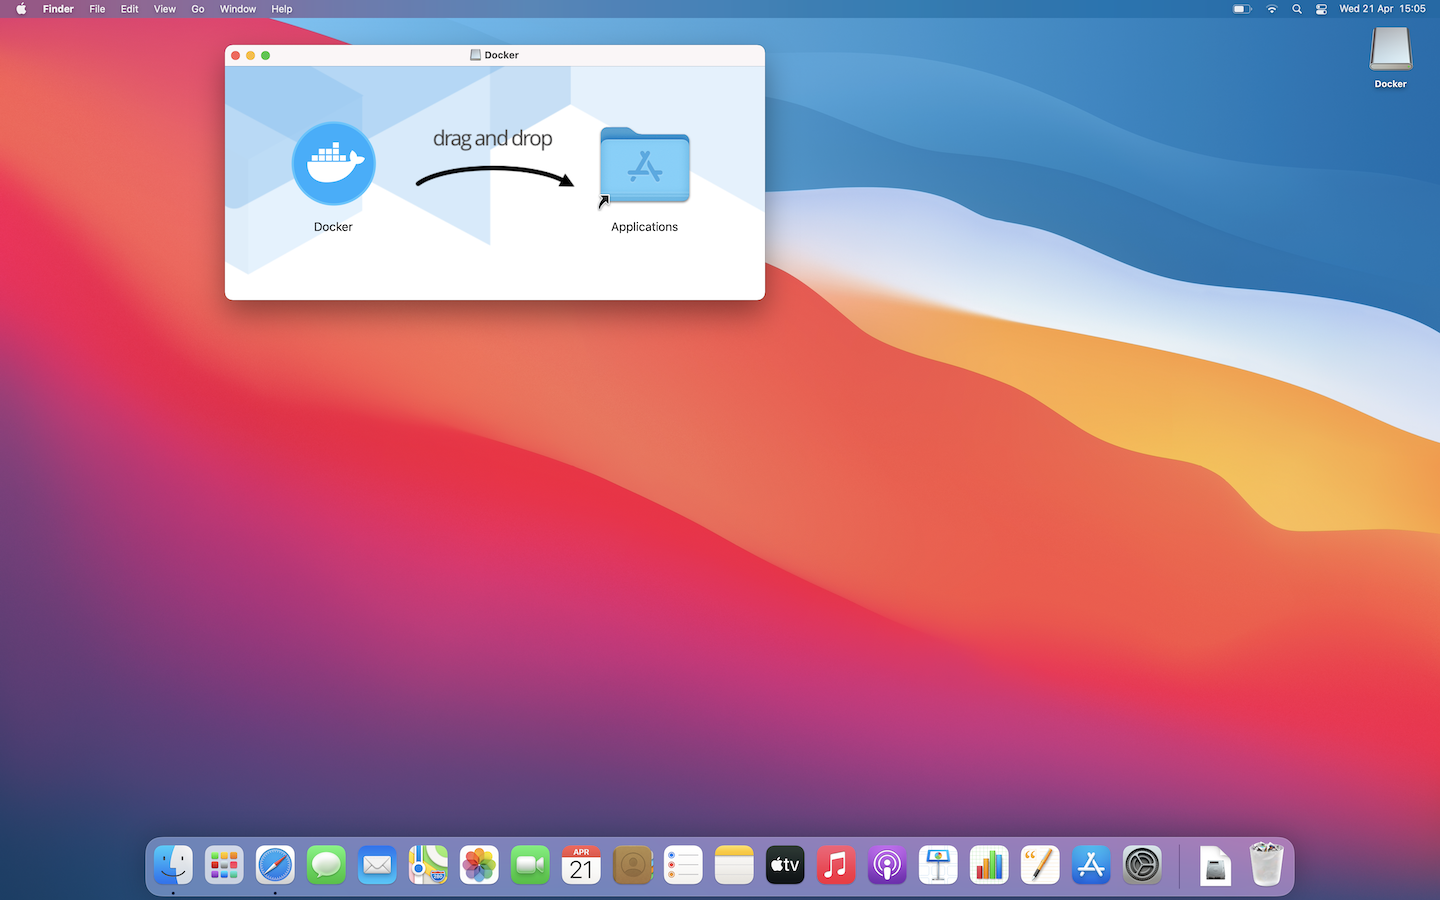 Finder File Edit View Go Window Help Wed 21 Apr 15:05
Docker
Docker
drag and drop
Docker
Applications
APR
21
tv